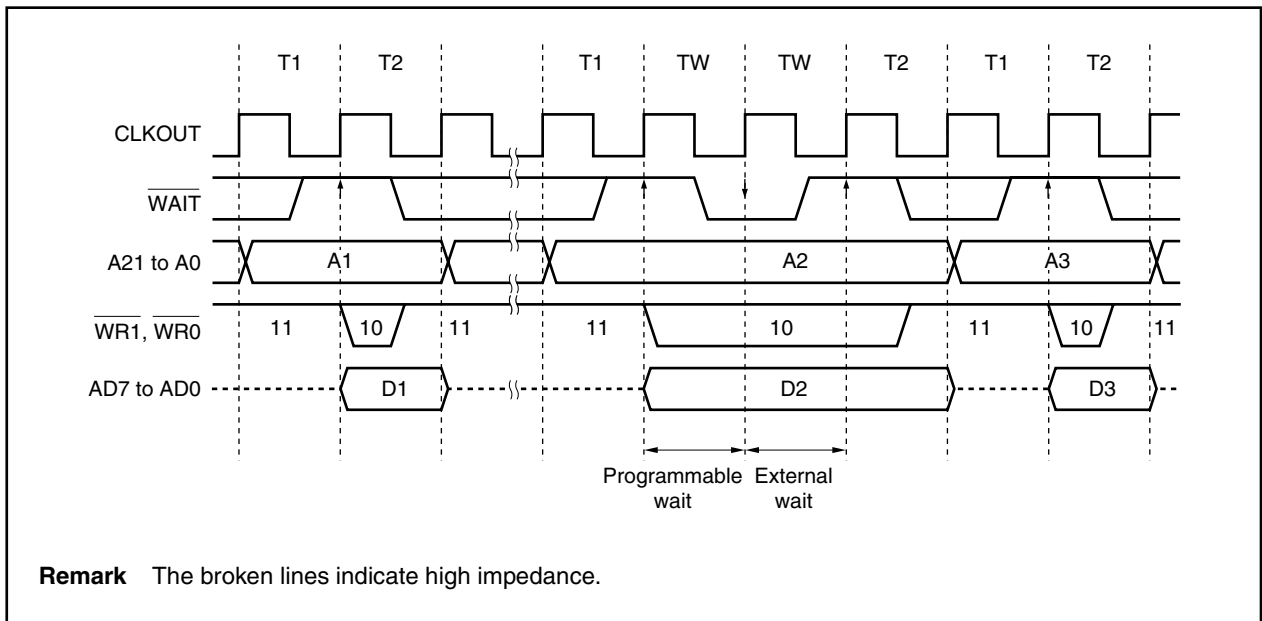 T1 T2 T1 TW TW T2 T1 T2
CLKOUT
WAIT
A21 to A0 A1 A2 A3
WR1, WR0 11 10 11 11 10 11 10 11
AD7 to AD0 D1 D2 D3
Programmable wait
External wait
Remark The broken lines indicate high impedance.